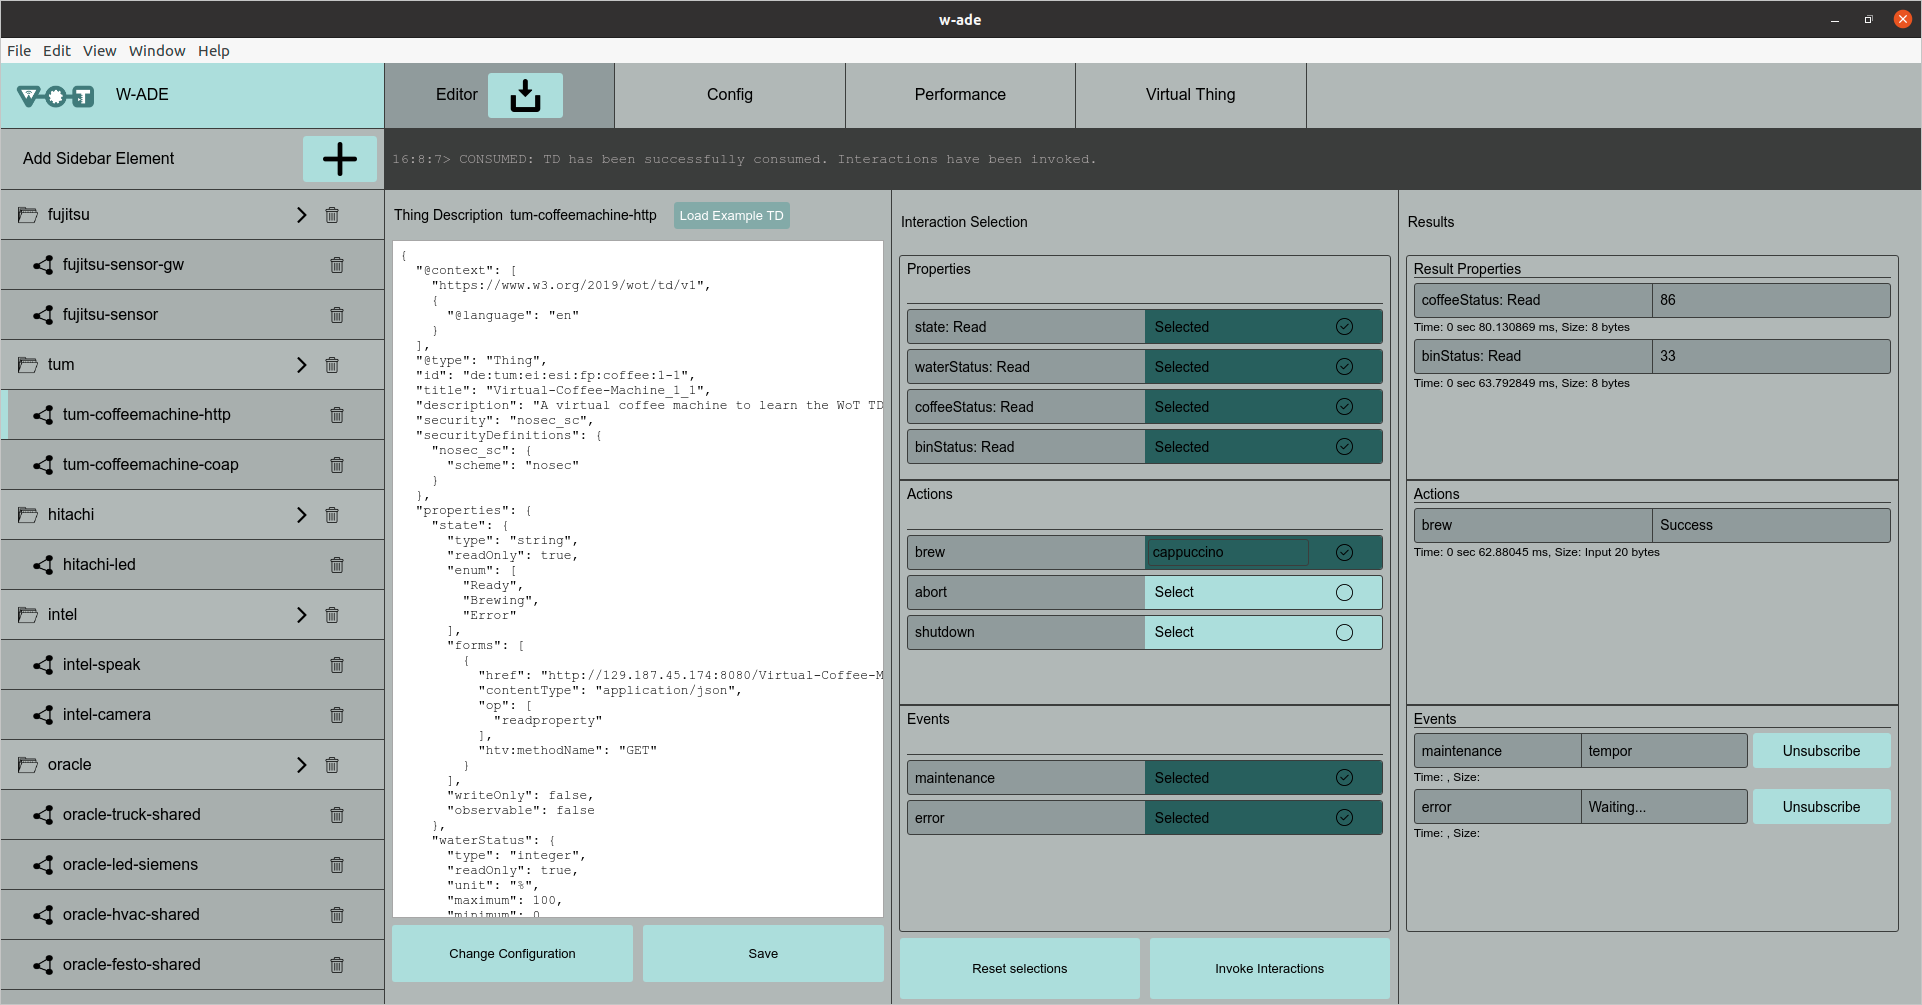 w-ade
File Edit View Window Help
WOT W-ADE
Editor
Config
Performance
Virtual Thing
Add Sidebar Element
16:8:7> CONSUMED: TD has been successfully consumed. Interactions have been invoked.
fujitsu
fujitsu-sensor-gw
fujitsu-sensor
tum
tum-coffeemachine-http
tum-coffeemachine-coap
hitachi
hitachi-led
intel
intel-speak
intel-camera
oracle
oracle-truck-shared
oracle-led-siemens
oracle-hvac-shared
oracle-festo-shared
Thing Description tum-coffeemachine-http Load Example TD
{
"@context": [
"https://www.w3.org/2019/wot/td/v1",
{
"@language": "en"
}
],
"@type": "Thing",
"id": "de:tum:ei:esi:fp:coffee:1-1",
"title": "Virtual-Coffee-Machine_1_1",
"description": "A virtual coffee machine to learn the WoT TD
"security": "nosec_sc",
"securityDefinitions": {
"nosec_sc": {
"scheme": "nosec"
}
},
"properties": {
"state": {
"type": "string",
"readOnly": true,
"enum": [
"Ready",
"Brewing",
"Error"
],
"forms": [
{
"href": "http://129.187.45.174:8080/Virtual-Coffee-M
"contentType": "application/json",
"op": [
"readproperty"
],
"htv:methodName": "GET"
}
],
"writeOnly": false,
"observable": false
},
"waterStatus": {
"type": "integer",
"readOnly": true,
"unit": "%",
"maximum": 100,
"minimum": 0
Change Configuration
Save
Interaction Selection
Properties
state: Read Selected
waterStatus: Read Selected
coffeeStatus: Read Selected
binStatus: Read Selected
Actions
brew cappuccino
abort Select
shutdown Select
Events
maintenance Selected
error Selected
Reset selections
Invoke Interactions
Results
Result Properties
coffeeStatus: Read 86
Time: 0 sec 80.130869 ms, Size: 8 bytes
binStatus: Read 33
Time: 0 sec 63.792849 ms, Size: 8 bytes
Actions
brew Success
Time: 0 sec 62.88045 ms, Size: Input 20 bytes
Events
maintenance tempor Unsubscribe
Time: , Size:
error Waiting... Unsubscribe
Time: , Size: